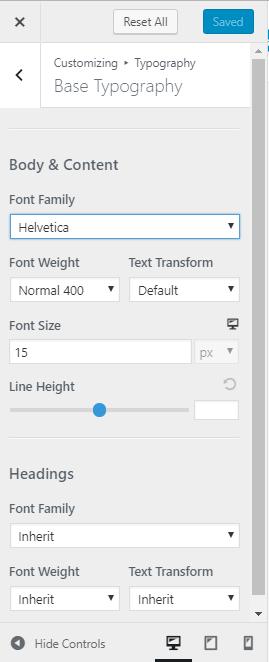 Reset All
Saved
Customizing ▸ Typography
Base Typography
Body & Content
Font Family
Helvetica
Font Weight
Text Transform
Normal 400
Default
Font Size
15
px
Line Height
Headings
Font Family
Inherit
Font Weight
Text Transform
Inherit
Inherit
Hide Controls